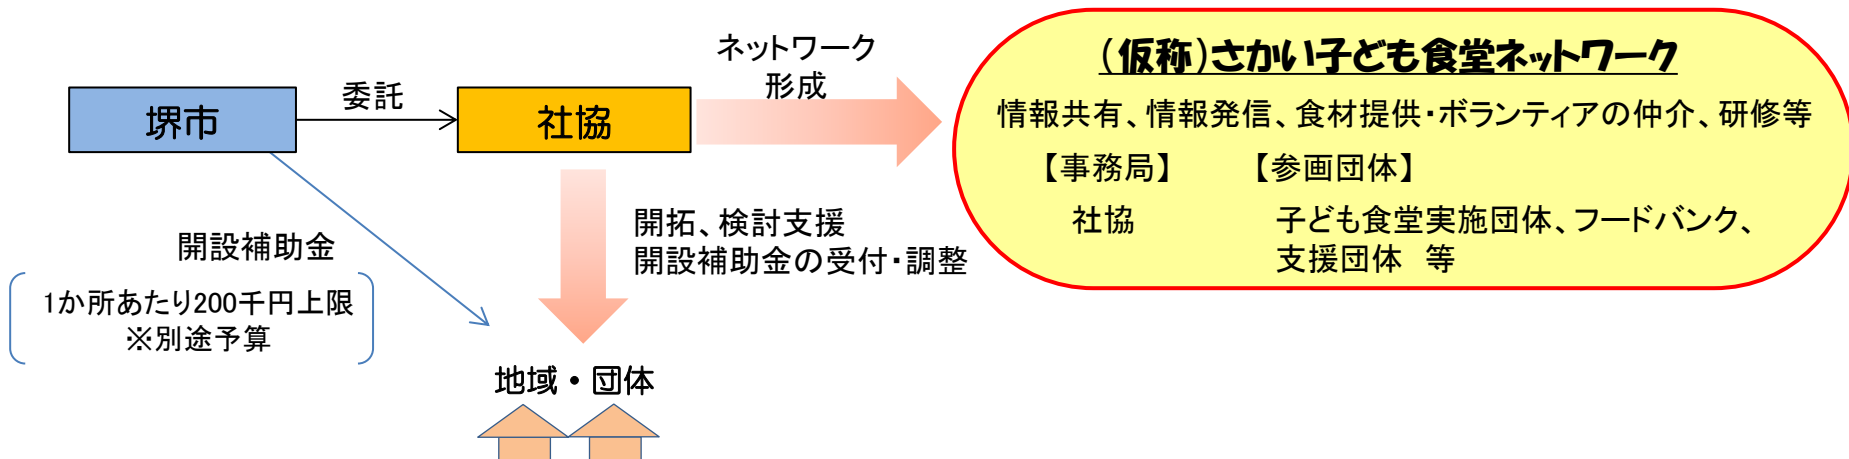 堺市
委託
社協
ネットワーク
形成
開設補助金
1か所あたり200千円上限
※別途予算
開拓、検討支援
開設補助金の受付・調整
地域・団体
(仮称)さかい子ども食堂ネットワーク
情報共有、情報発信、食材提供・ボランティアの仲介、研修等
【事務局】 【参画団体】
社協 子ども食堂実施団体、フードバンク、
支援団体 等